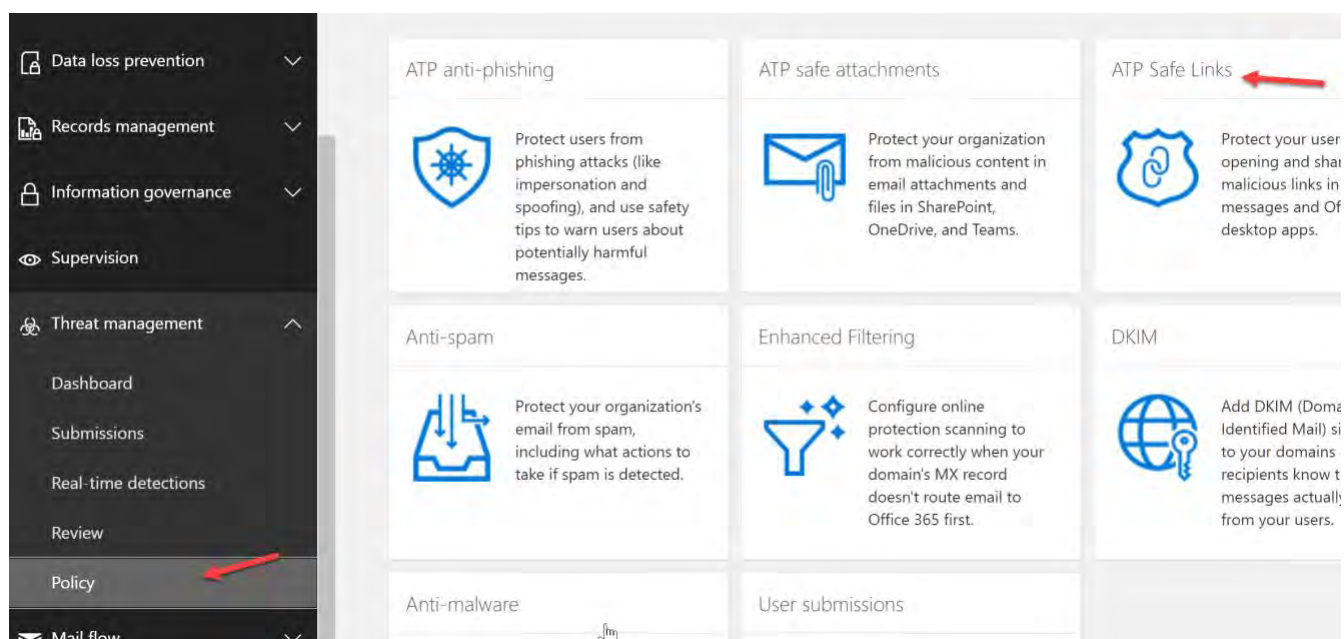 Data loss prevention
Records management
Information governance
Supervision
Threat management
Dashboard
Submissions
Real-time detections
Review
Policy
Mail flow
ATP anti-phishing
Protect users from
phishing attacks (like
impersonation and
spoofing), and use safety
tips to warn users about
potentially harmful
messages.
ATP safe attachments
Protect your organization
from malicious content in
email attachments and
files in SharePoint,
OneDrive, and Teams.
ATP Safe Links
Protect your user
opening and shar
malicious links in
messages and Of
desktop apps.
Anti-spam
Protect your organization's
email from spam,
including what actions to
take if spam is detected.
Enhanced Filtering
Configure online
protection scanning to
work correctly when your
domain's MX record
doesn't route email to
Office 365 first.
DKIM
Add DKIM (Doma
Identified Mail) si
to your domains
recipients know t
messages actually
from your users.
Anti-malware
User submissions